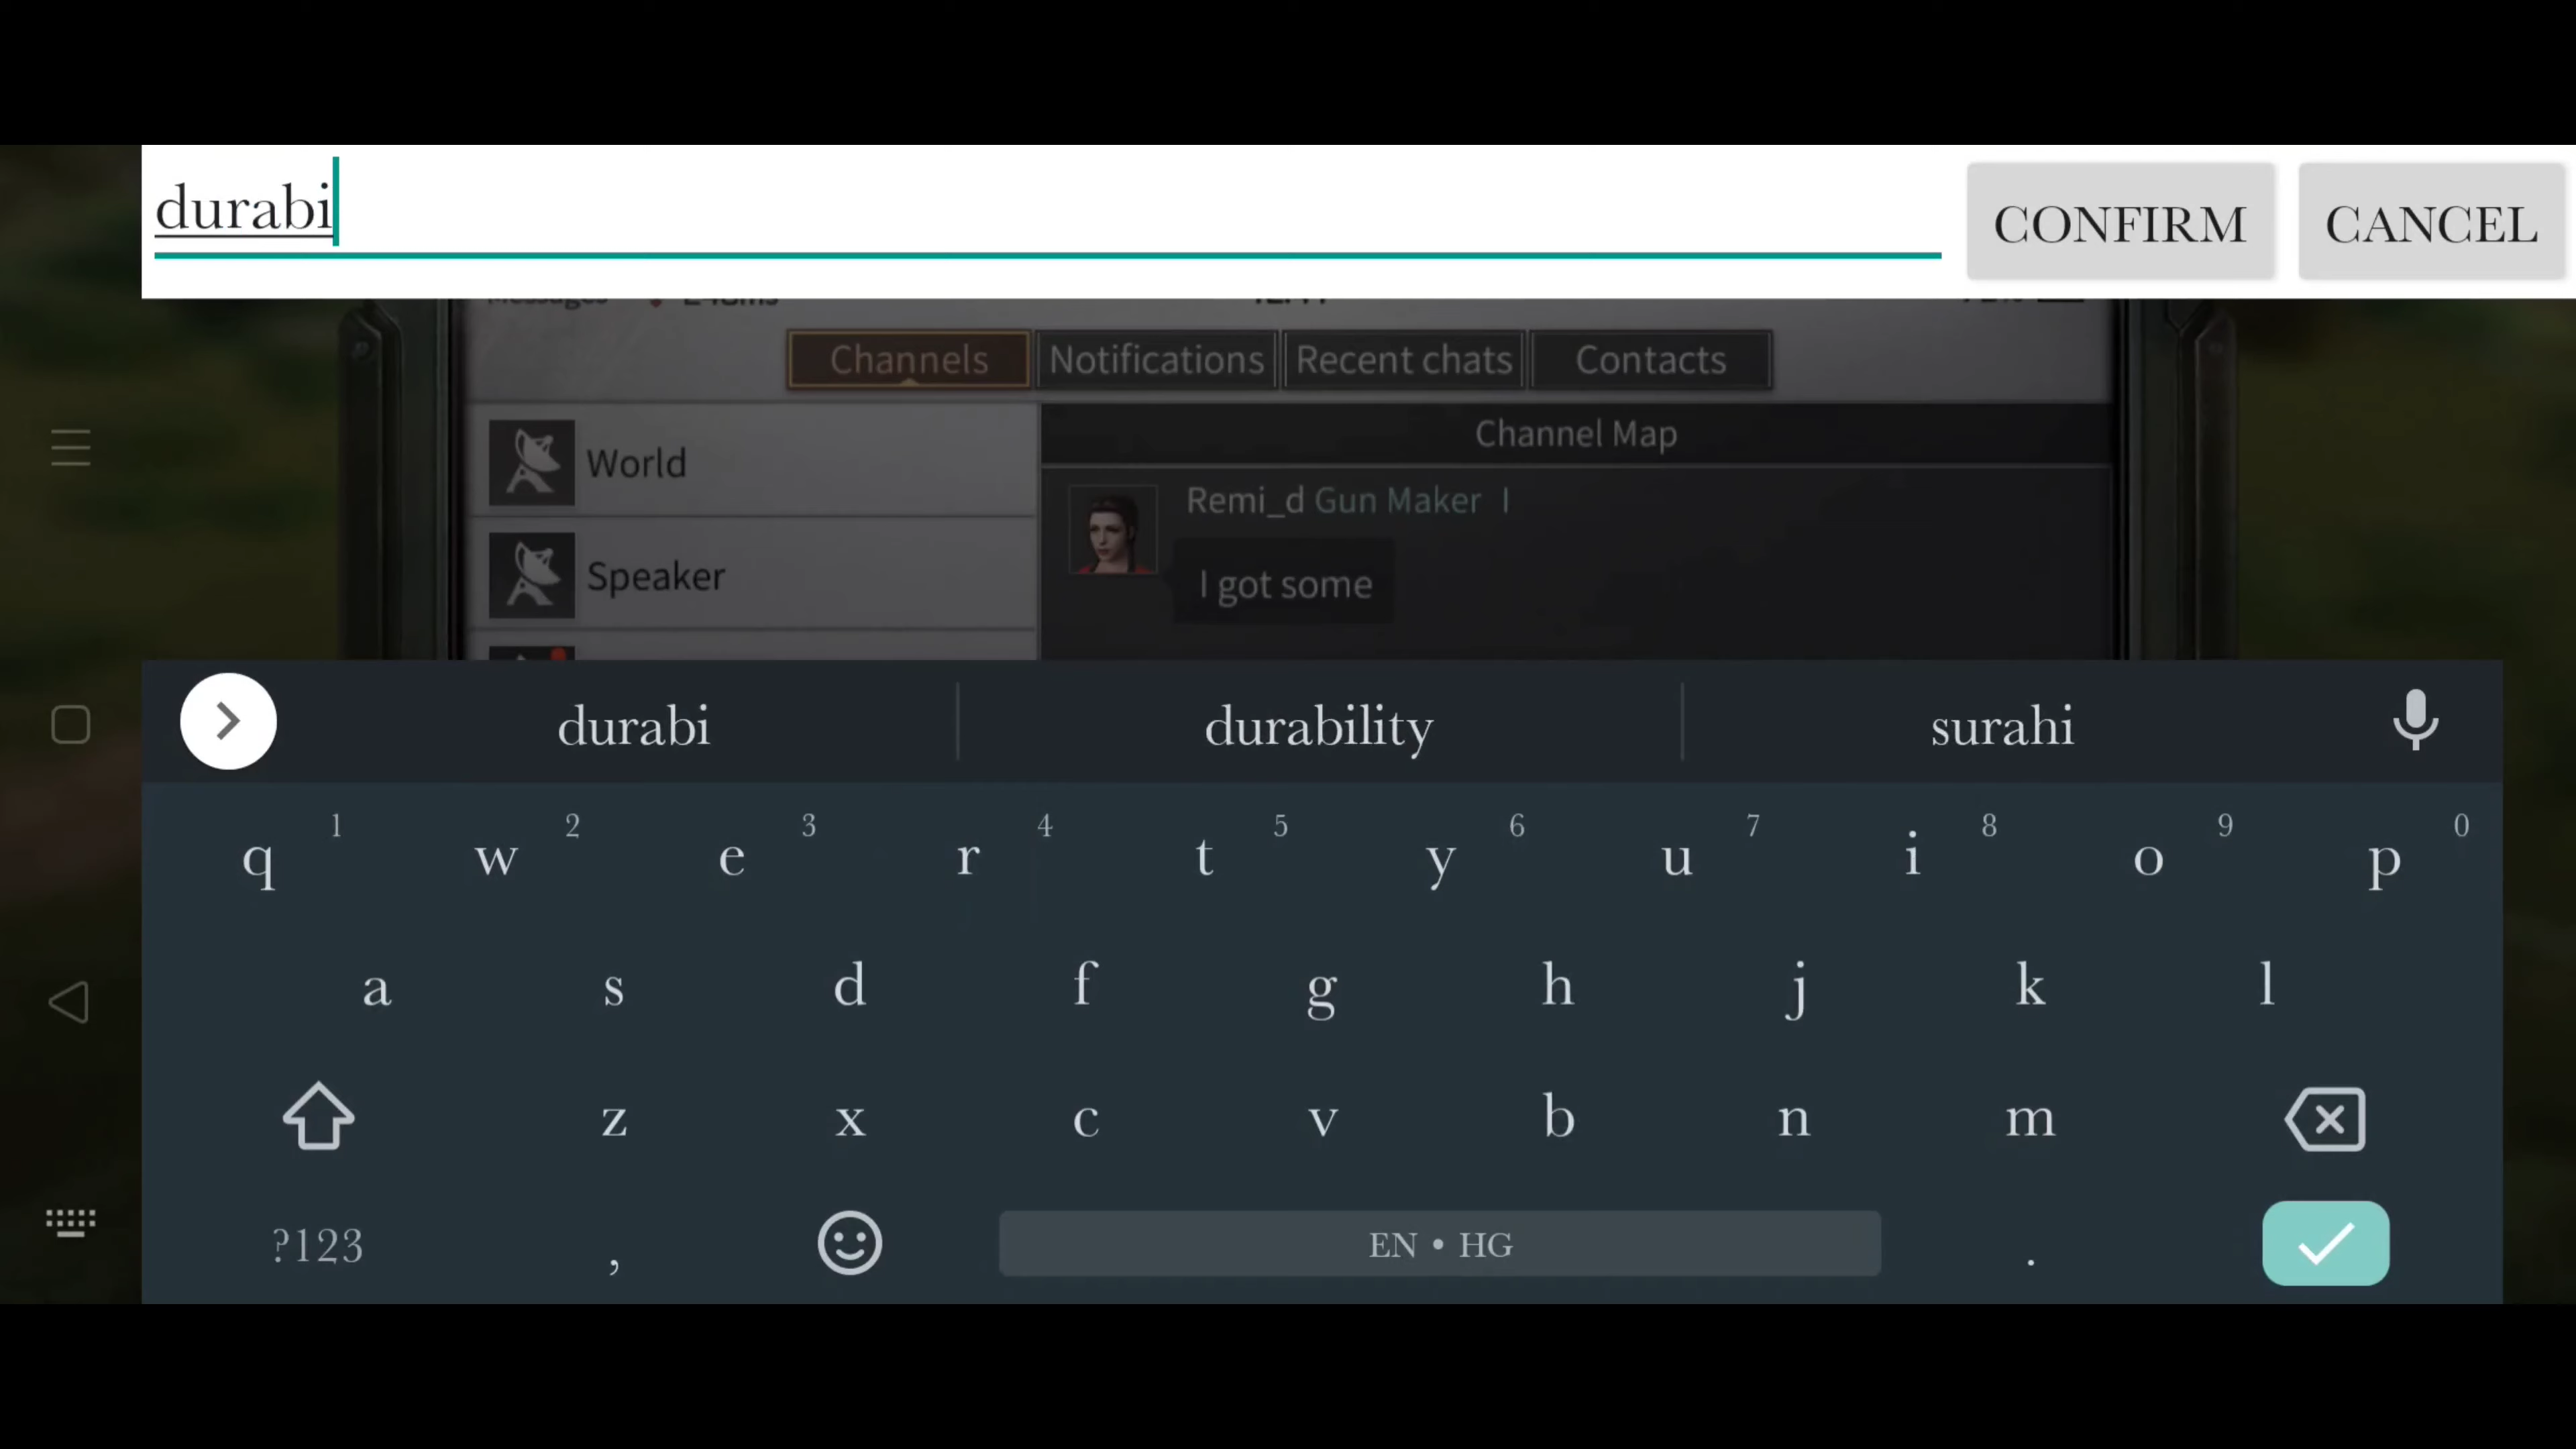 durabi
CONFIRM
CANCEL
Channels
Notifications
Recent chats
Contacts
World
Speaker
Channel Map
Remi_d Gun Maker I
I got some
durabi
durability
surahi
q 1 w 2 e 3 r 4 t 5 y 6 u 7 i 8 o 9 p 0
a s d f g h j k l
z x c v b n m
?123 , EN • HG .